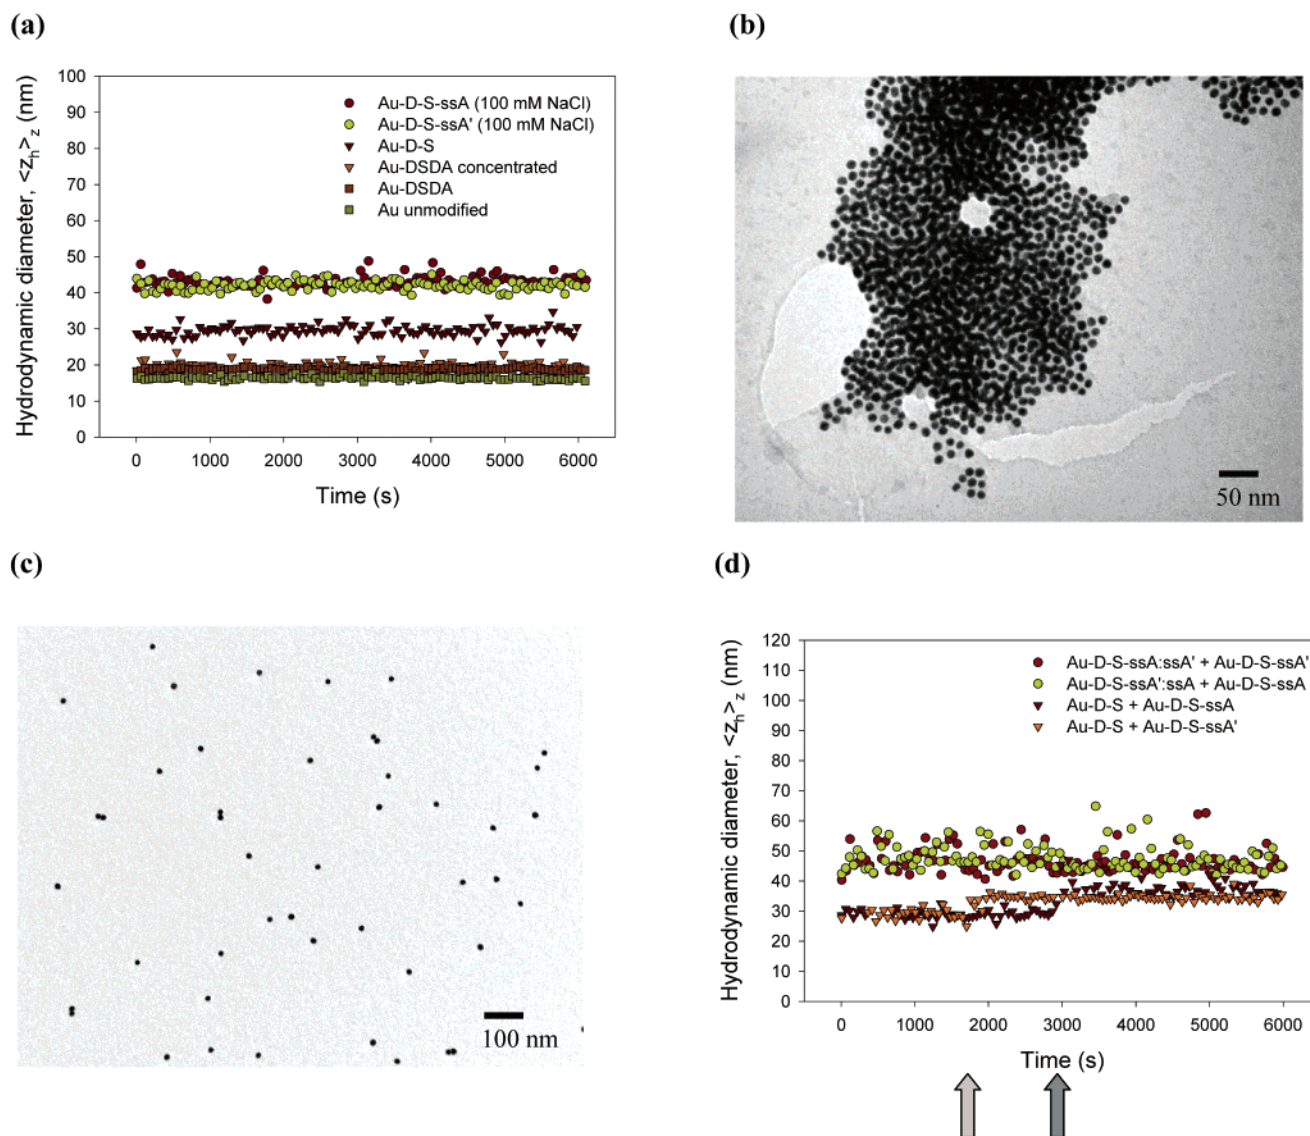 (a)
Hydrodynamic diameter, <z_h>_z (nm)
100
90
80
70
60
50
40
30
20
10
0
Au-D-S-ssA (100 mM NaCl)
Au-D-S-ssA' (100 mM NaCl)
Au-D-S
Au-DSDA concentrated
Au-DSDA
Au unmodified
0 1000 2000 3000 4000 5000 6000
Time (s)
(b)
50 nm
(c)
100 nm
(d)
Hydrodynamic diameter, <z_h>_z (nm)
120
110
100
90
80
70
60
50
40
30
20
10
0
Au-D-S-ssA:ssA' + Au-D-S-ssA'
Au-D-S-ssA':ssA + Au-D-S-ssA
Au-D-S + Au-D-S-ssA
Au-D-S + Au-D-S-ssA'
0 1000 2000 3000 4000 5000 6000
Time (s)